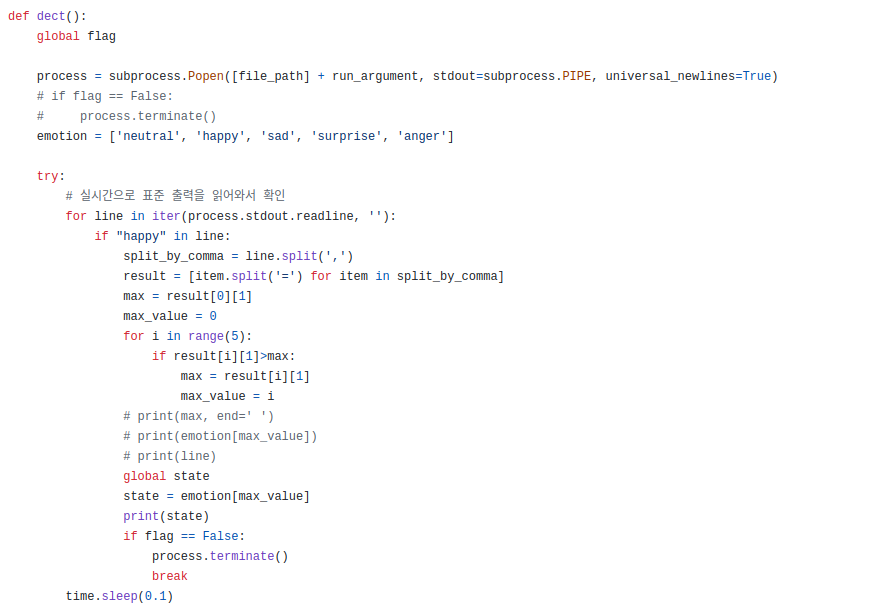 def dect():
    global flag

    process = subprocess.Popen([file_path] + run_argument, stdout=subprocess.PIPE, universal_newlines=True)
    # if flag == False:
    #     process.terminate()
    emotion = ['neutral', 'happy', 'sad', 'surprise', 'anger']

    try:
        # 실시간으로 표준 출력을 읽어와서 확인
        for line in iter(process.stdout.readline, ''):
            if "happy" in line:
                split_by_comma = line.split(',')
                result = [item.split('=') for item in split_by_comma]
                max = result[0][1]
                max_value = 0
                for i in range(5):
                    if result[i][1]>max:
                        max = result[i][1]
                        max_value = i
                # print(max, end=' ')
                # print(emotion[max_value])
                # print(line)
                global state
                state = emotion[max_value]
                print(state)
                if flag == False:
                    process.terminate()
                    break
        time.sleep(0.1)